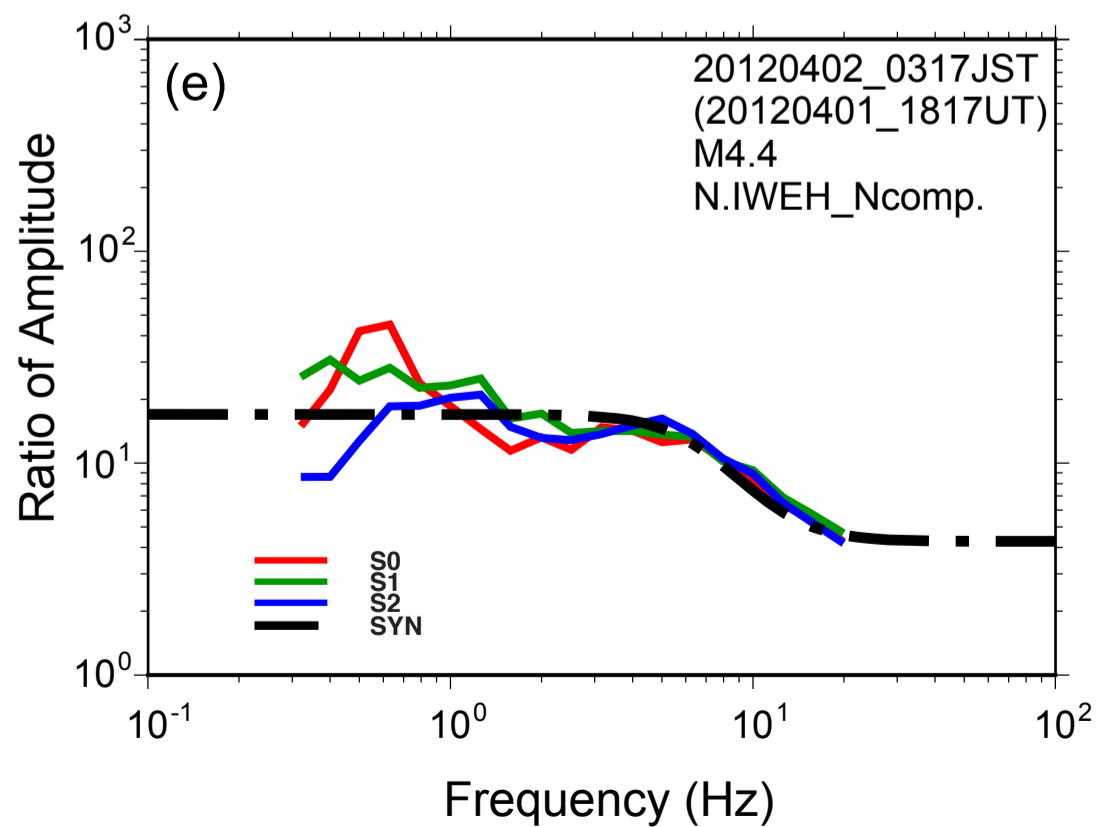 (e)
20120402_0317JST
(20120401_1817UT)
M4.4
N.IWEH_Ncomp.
Ratio of Amplitude
10³
10²
10¹
10⁰
S0
S1
S2
SYN
10⁻¹ 10⁰ 10¹ 10²
Frequency (Hz)